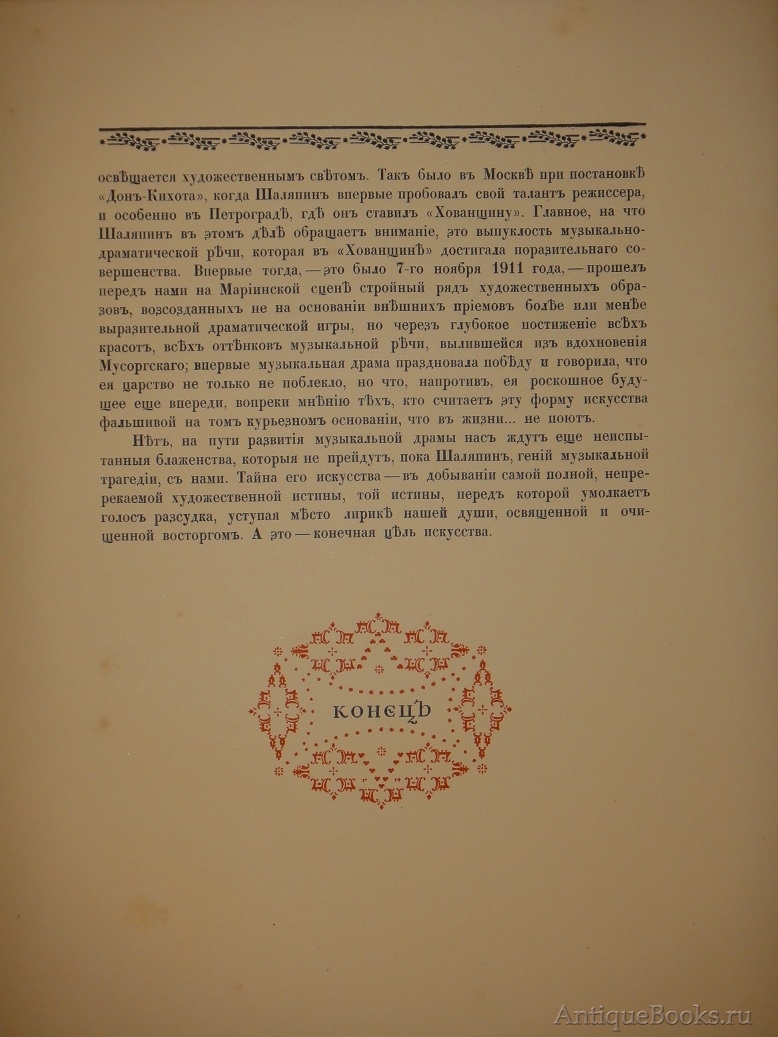 освѣщается художественнымъ свѣтомъ. Такъ было въ Москвѣ при постановкѣ
«Донъ-Кихота», когда Шаляпинъ впервые пробовалъ свой талантъ режиссера,
и особенно въ Петроградѣ, гдѣ онъ ставилъ «Хованщину». Главное, на что
Шаляпинъ въ этомъ дѣлѣ обращаетъ вниманіе, это выпуклость музыкально-
драматической рѣчи, которая въ «Хованщинѣ» достигала поразительнаго со-
вершенства. Впервые тогда,—это было 7-го ноября 1911 года,—прошелъ
передъ нами на Маріинской сценѣ стройный рядъ художественныхъ обра-
зовъ, возсозданныхъ не на основаніи внѣшнихъ пріемовъ болѣе или менѣе
выразительной драматической игры, но черезъ глубокое постиженіе всѣхъ
красотъ, всѣхъ оттѣнковъ музыкальной рѣчи, вылившейся изъ вдохновенія
Мусоргскаго; впервые музыкальная драма праздновала побѣду и говорила, что
ея царство не только не поблекло, но что, напротивъ, ея роскошное буду-
щее еще впереди, вопреки мнѣнію тѣхъ, кто считаетъ эту форму искусства
фальшивой на томъ курьезномъ основаніи, что въ жизни... не поютъ.
Нѣтъ, на пути развитія музыкальной драмы насъ ждутъ еще неиспы-
танныя блаженства, которыя не прейдутъ, пока Шаляпинъ, геній музыкальной
трагедіи, съ нами. Тайна его искусства—въ добываніи самой полной, непре-
рекаемой художественной истины, той истины, передъ которой умолкаетъ
голосъ разсудка, уступая мѣсто лирикѣ нашей души, освященной и очи-
щенной восторгомъ. А это—конечная цѣль искусства.
КОНЕЦЪ
AntiqueBooks.ru